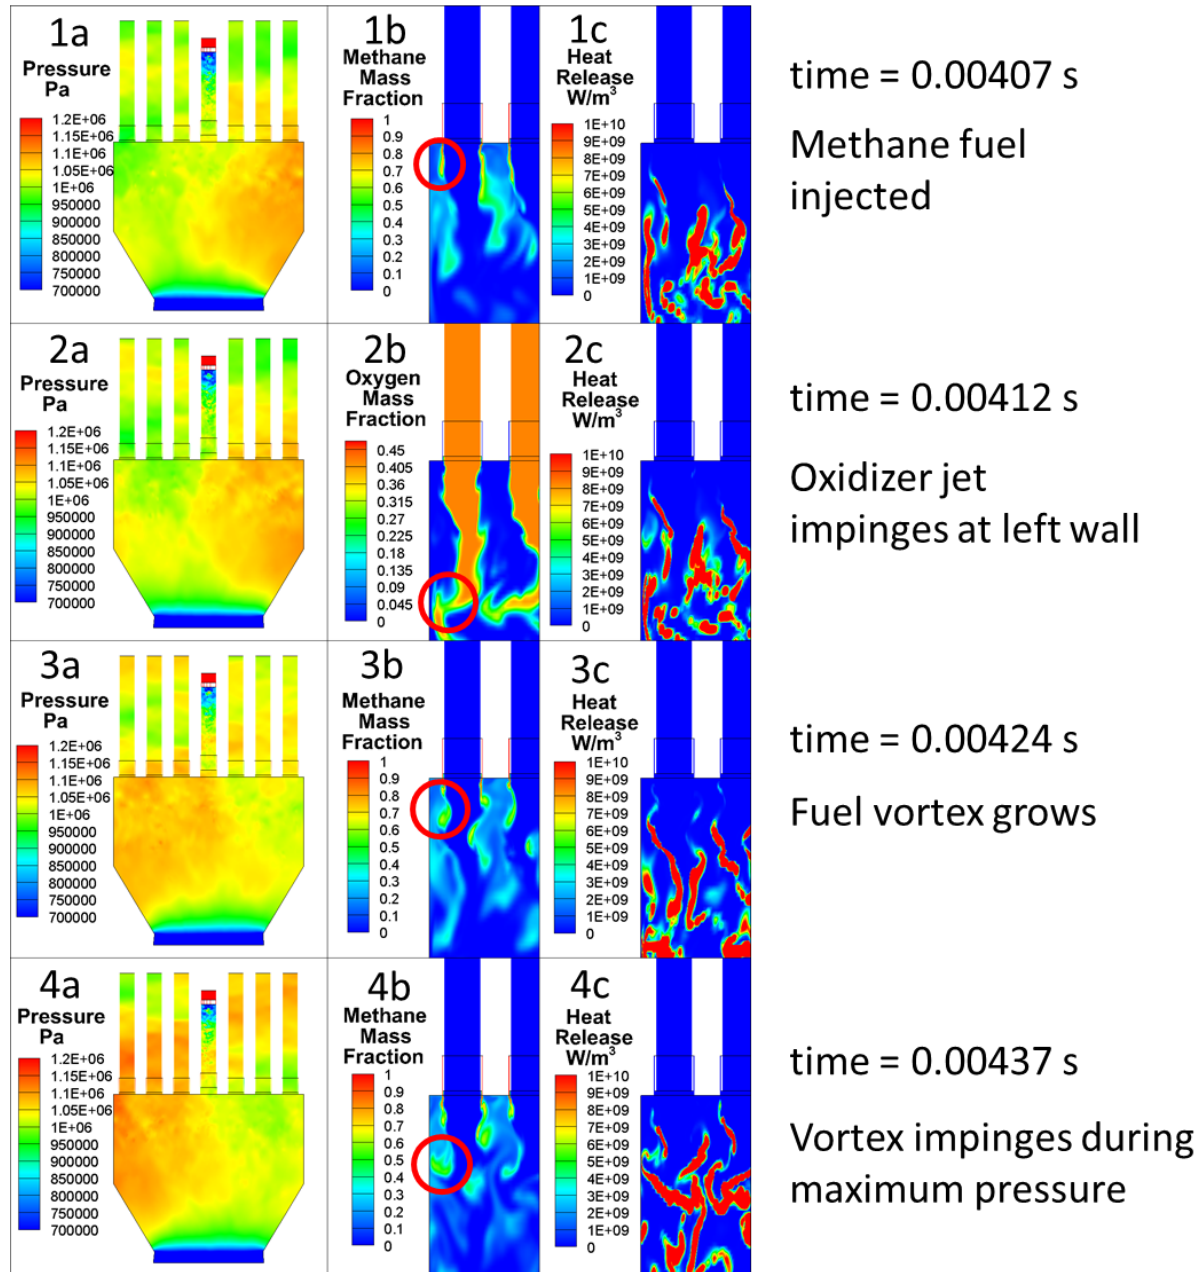 1a
Pressure
Pa
1.2E+06
1.15E+06
1.1E+06
1.05E+06
1E+06
950000
900000
850000
800000
750000
700000
1b
Methane
Mass
Fraction
1
0.9
0.8
0.7
0.6
0.5
0.4
0.3
0.2
0.1
0
1c
Heat
Release
W/m³
1E+10
9E+09
8E+09
7E+09
6E+09
5E+09
4E+09
3E+09
2E+09
1E+09
0
time = 0.00407 s
Methane fuel
injected
2a
Pressure
Pa
1.2E+06
1.15E+06
1.1E+06
1.05E+06
1E+06
950000
900000
850000
800000
750000
700000
2b
Oxygen
Mass
Fraction
0.45
0.405
0.36
0.315
0.27
0.225
0.18
0.135
0.09
0.045
0
2c
Heat
Release
W/m³
1E+10
9E+09
8E+09
7E+09
6E+09
5E+09
4E+09
3E+09
2E+09
1E+09
0
time = 0.00412 s
Oxidizer jet
impinges at left wall
3a
Pressure
Pa
1.2E+06
1.15E+06
1.1E+06
1.05E+06
1E+06
950000
900000
850000
800000
750000
700000
3b
Methane
Mass
Fraction
1
0.9
0.8
0.7
0.6
0.5
0.4
0.3
0.2
0.1
0
3c
Heat
Release
W/m³
1E+10
9E+09
8E+09
7E+09
6E+09
5E+09
4E+09
3E+09
2E+09
1E+09
0
time = 0.00424 s
Fuel vortex grows
4a
Pressure
Pa
1.2E+06
1.15E+06
1.1E+06
1.05E+06
1E+06
950000
900000
850000
800000
750000
700000
4b
Methane
Mass
Fraction
1
0.9
0.8
0.7
0.6
0.5
0.4
0.3
0.2
0.1
0
4c
Heat
Release
W/m³
1E+10
9E+09
8E+09
7E+09
6E+09
5E+09
4E+09
3E+09
2E+09
1E+09
0
time = 0.00437 s
Vortex impinges during
maximum pressure